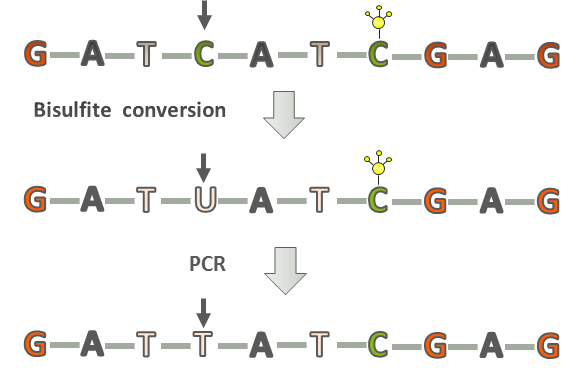 G A T C A T C G A G
Bisulfite conversion
G A T U A T C G A G
PCR
G A T T A T C G A G